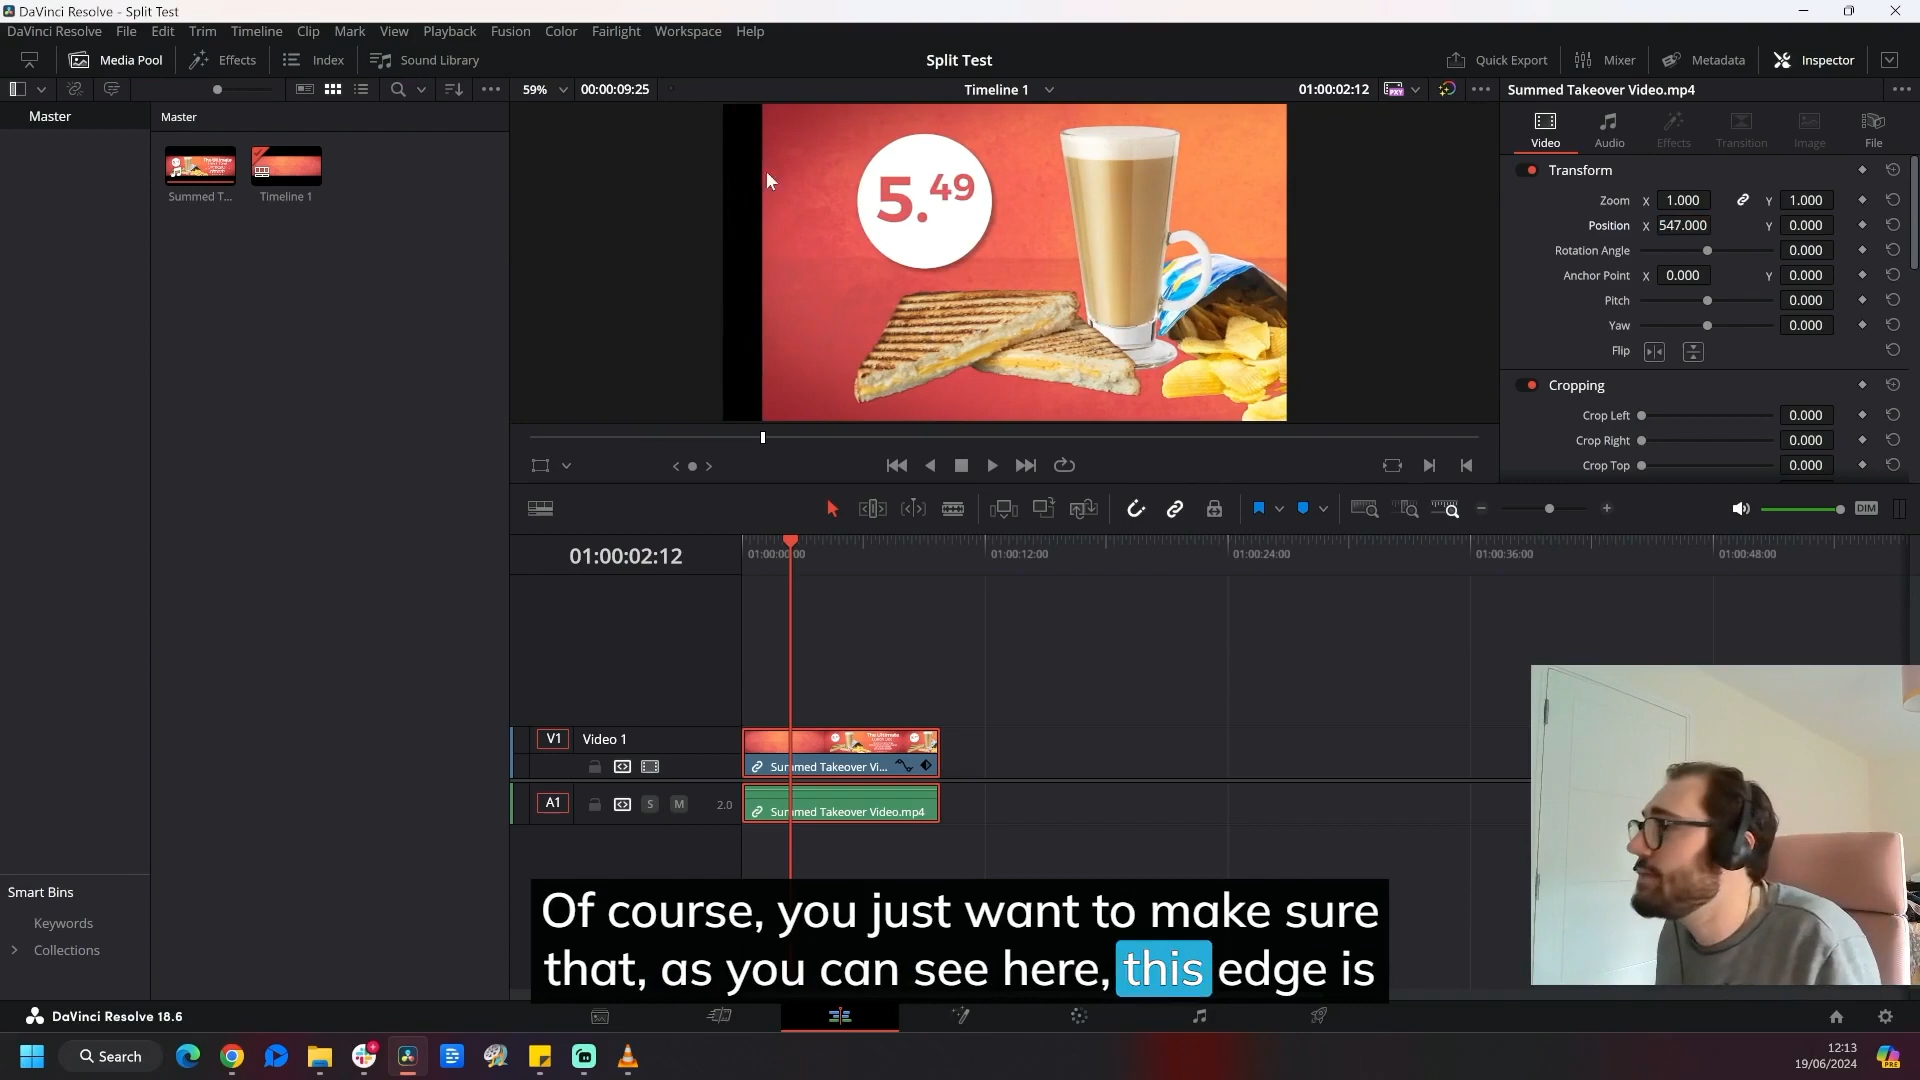 DaVinci Resolve - Split Test
DaVinci Resolve File Edit Trim Timeline Clip Mark View Playback Fusion Color Fairlight Workspace Help
Media Pool Effects Index Sound Library Split Test Quick Export Mixer Metadata Inspector
59% 00:00:09:25 Timeline 1 01:00:02:12 Summed Takeover Video.mp4
Master Master
Video Audio Effects Transition Image File
Summed T... Timeline 1
5.49
Transform
Zoom X 1.000 Y 1.000
Position X 547.000 Y 0.000
Rotation Angle 0.000
Anchor Point X 0.000 Y 0.000
Pitch 0.000
Yaw 0.000
Flip
Cropping
Crop Left 0.000
Crop Right 0.000
Crop Top 0.000
DIM
01:00:02:12 01:00:00:00 01:00:12:00 01:00:24:00 01:00:36:00 01:00:48:00
V1 Video 1
Summed Takeover Vi...
A1 S M 2.0
Summed Takeover Video.mp4
Smart Bins
Keywords
Collections
Of course, you just want to make sure
that, as you can see here, this edge is
DaVinci Resolve 18.6
Search
12:13
19/06/2024
PRE